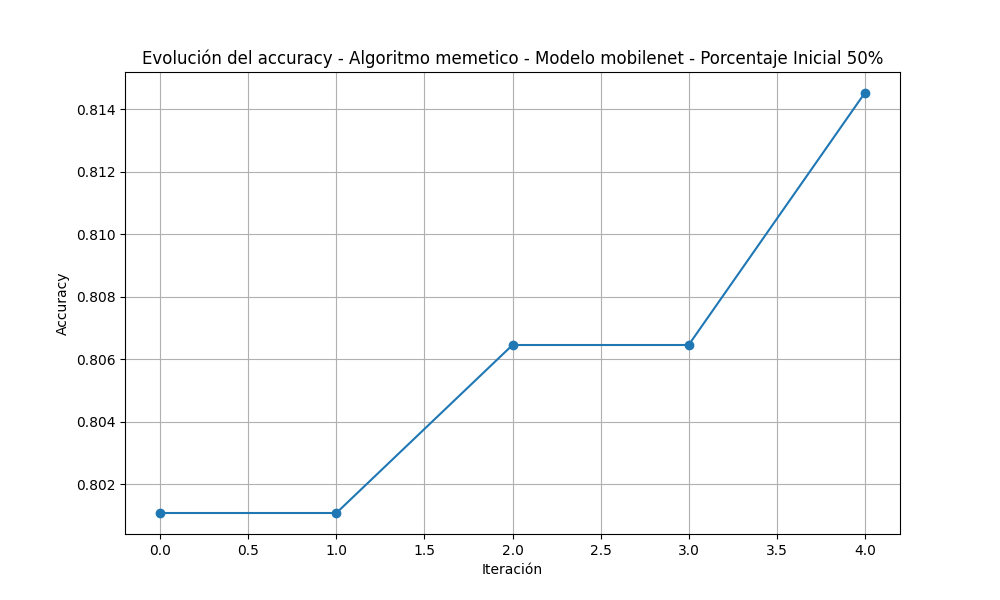 Evolución del accuracy - Algoritmo memetico - Modelo mobilenet - Porcentaje Inicial 50%
0.814
0.812
0.810
0.808
0.806
0.804
0.802
Accuracy
0.0 0.5 1.0 1.5 2.0 2.5 3.0 3.5 4.0
Iteración